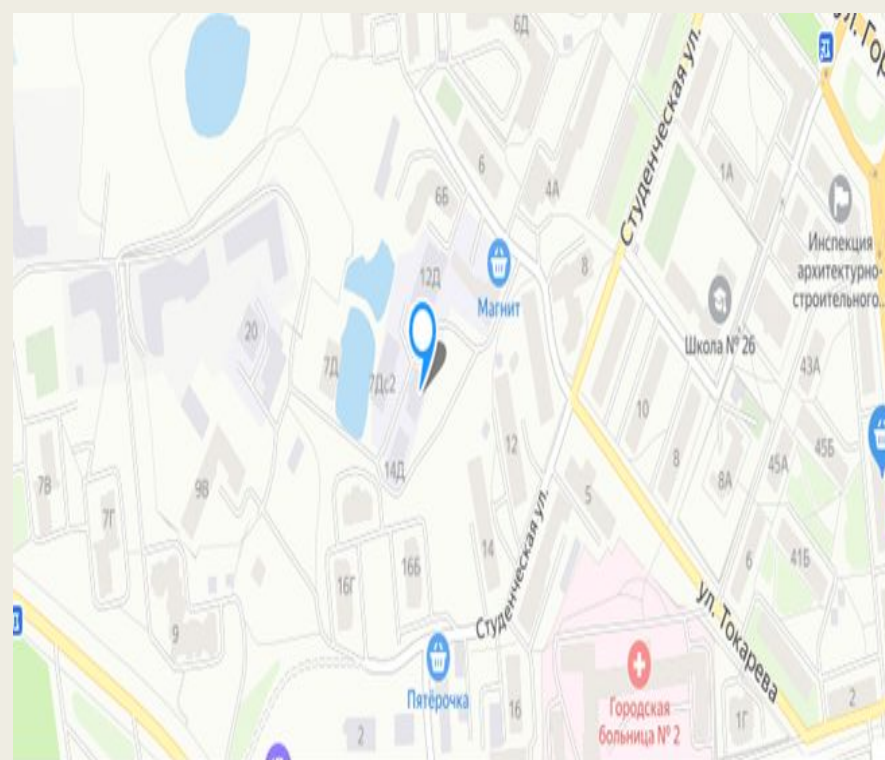 6Д
ул. Гор
Студенческая ул.
6
6Б
4А
1А
Инспекция
архитектурно-
строительного...
12Д
8
Магнит
Школа № 26
20
7Д
7Дс2
43А
10
12
8
45Б
45А
8А
14Д
7В
9В
7Г
5
14
16Б
16Г
Студенческая ул.
6
41Б
ул. Токарева
9
Пятёрочка
16
Городская
больница № 2
1Г
2
2